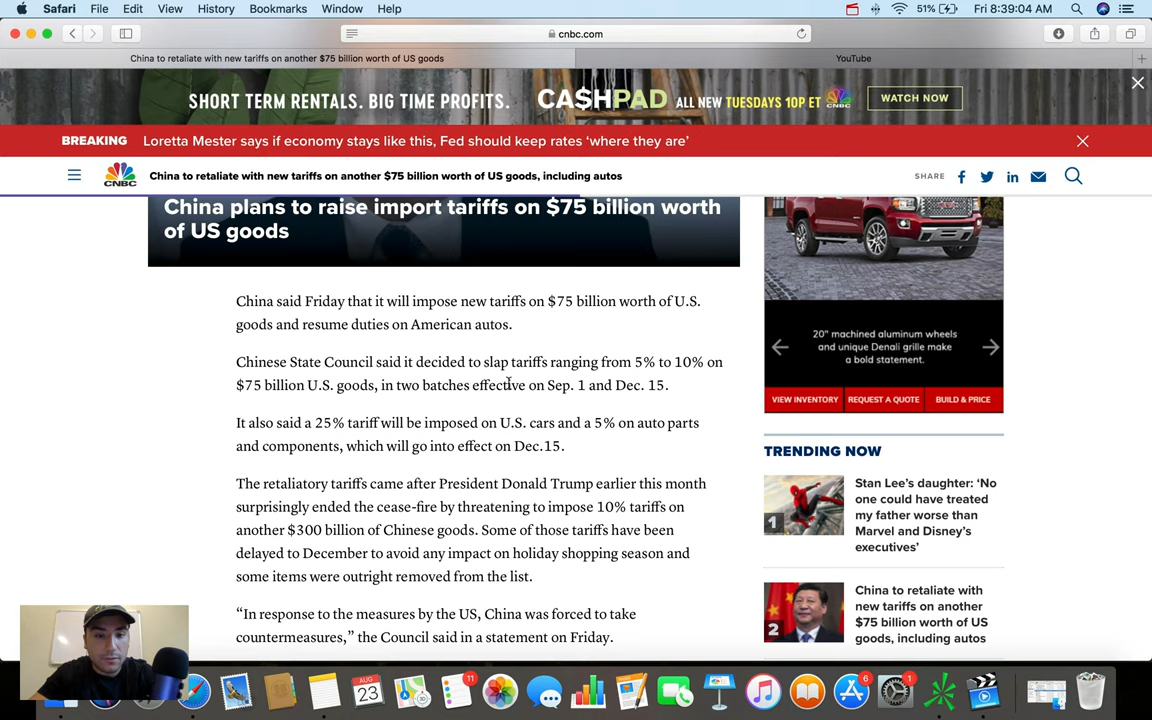 Safari File Edit View History Bookmarks Window Help 51% Fri 8:39:04 AM
cnbc.com
China to retaliate with new tariffs on another $75 billion worth of US goods YouTube
SHORT TERM RENTALS. BIG TIME PROFITS. CA$HPAD ALL NEW TUESDAYS 10P ET CNBC WATCH NOW
BREAKING Loretta Mester says if economy stays like this, Fed should keep rates ‘where they are’
CNBC China to retaliate with new tariffs on another $75 billion worth of US goods, including autos SHARE
China plans to raise import tariffs on $75 billion worth
of US goods
China said Friday that it will impose new tariffs on $75 billion worth of U.S.
goods and resume duties on American autos.
Chinese State Council said it decided to slap tariffs ranging from 5% to 10% on
$75 billion U.S. goods, in two batches effective on Sep. 1 and Dec. 15.
It also said a 25% tariff will be imposed on U.S. cars and a 5% on auto parts
and components, which will go into effect on Dec.15.
The retaliatory tariffs came after President Donald Trump earlier this month
surprisingly ended the cease-fire by threatening to impose 10% tariffs on
another $300 billion of Chinese goods. Some of those tariffs have been
delayed to December to avoid any impact on holiday shopping season and
some items were outright removed from the list.
“In response to the measures by the US, China was forced to take
countermeasures,” the Council said in a statement on Friday.
20" machined aluminum wheels
and unique Denali grille make
a bold statement.
VIEW INVENTORY REQUEST A QUOTE BUILD & PRICE
TRENDING NOW
1
Stan Lee’s daughter: ‘No
one could have treated
my father worse than
Marvel and Disney’s
executives’
2
China to retaliate with
new tariffs on another
$75 billion worth of US
goods, including autos
AUG
23
11
6
1